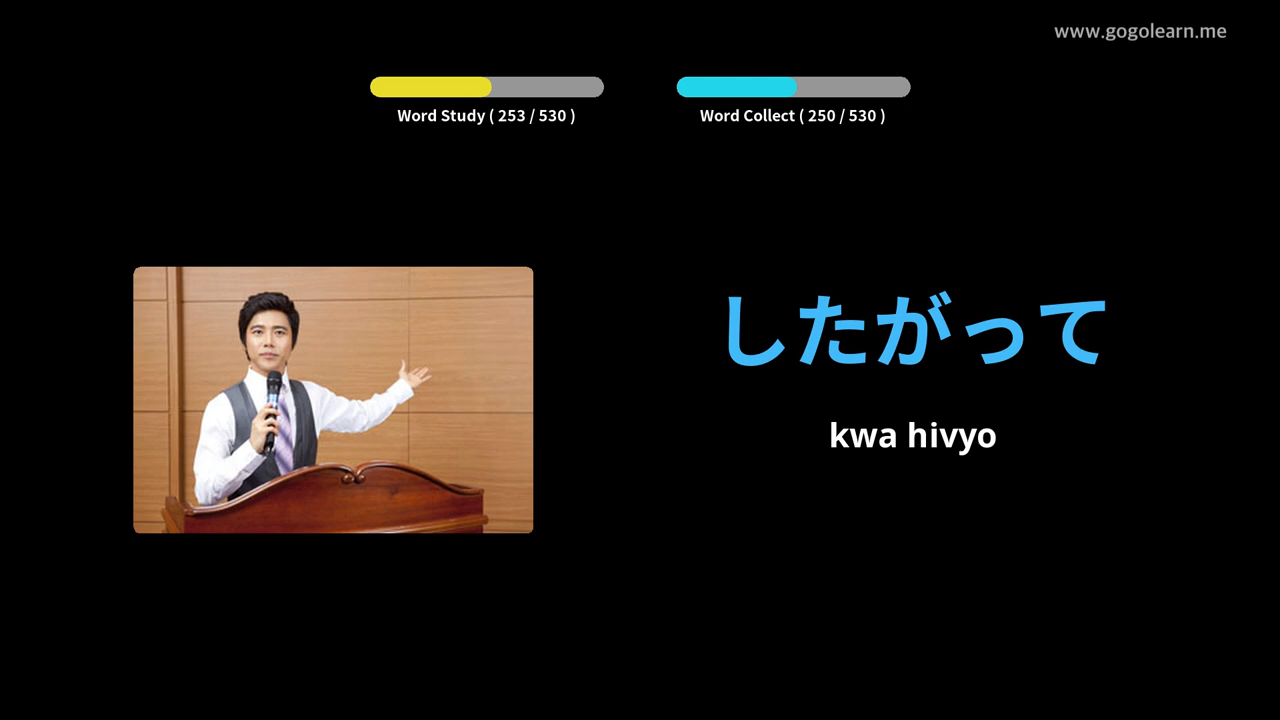 www.gogolearn.me
Word Study ( 253 / 530 )
Word Collect ( 250 / 530 )
したがって
kwa hivyo